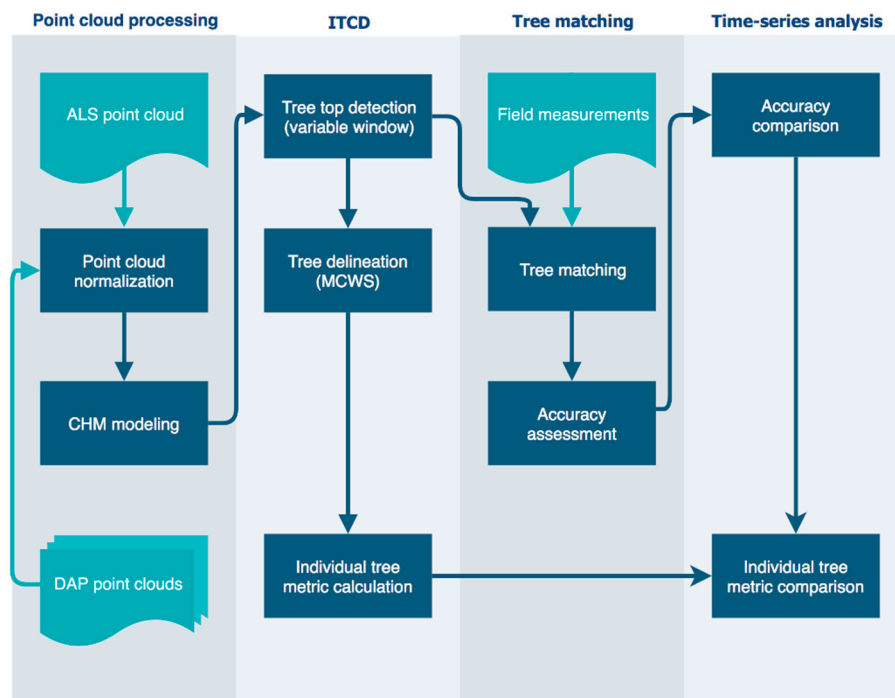 Point cloud processing
ITCD
Tree matching
Time-series analysis
ALS point cloud
Tree top detection
(variable window)
Field measurements
Accuracy
comparison
Point cloud
normalization
Tree delineation
(MCWS)
Tree matching
CHM modeling
Accuracy
assessment
DAP point clouds
Individual tree
metric calculation
Individual tree
metric comparison